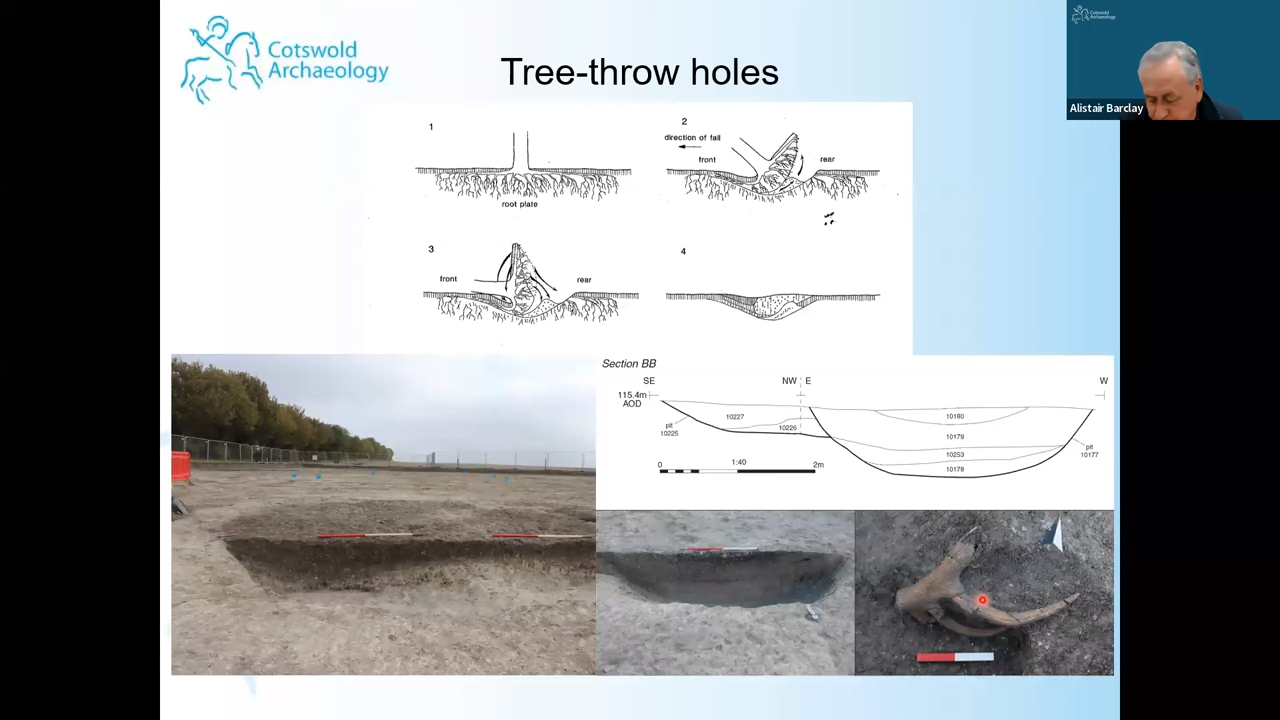 Cotswold
Archaeology
Tree-throw holes
Cotswold
Archaeology
Alistair Barclay
1
root plate
2
direction of fall
front
rear
3
front
rear
4
Section BB
SE
NW
E
W
115.4m
AOD
10227
10226
pit
10225
10180
10179
10253
10178
pit
10177
0
1:40
2m